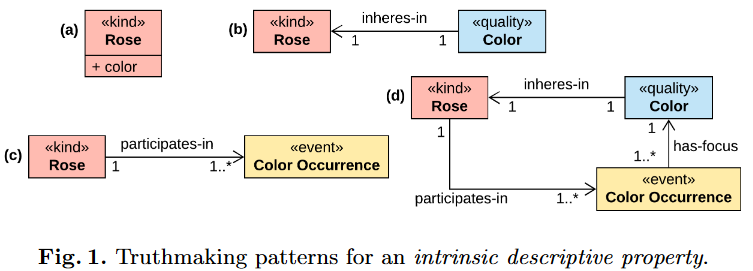 (a)
«kind»
Rose
+ color
(b)
«kind»
Rose
inheres-in
1
1
«quality»
Color
(c)
«kind»
Rose
participates-in
1
1..*
«event»
Color Occurrence
(d)
«kind»
Rose
inheres-in
1
1
«quality»
Color
1
1
has-focus
1..*
participates-in
1..*
«event»
Color Occurrence
Fig. 1. Truthmaking patterns for an intrinsic descriptive property.